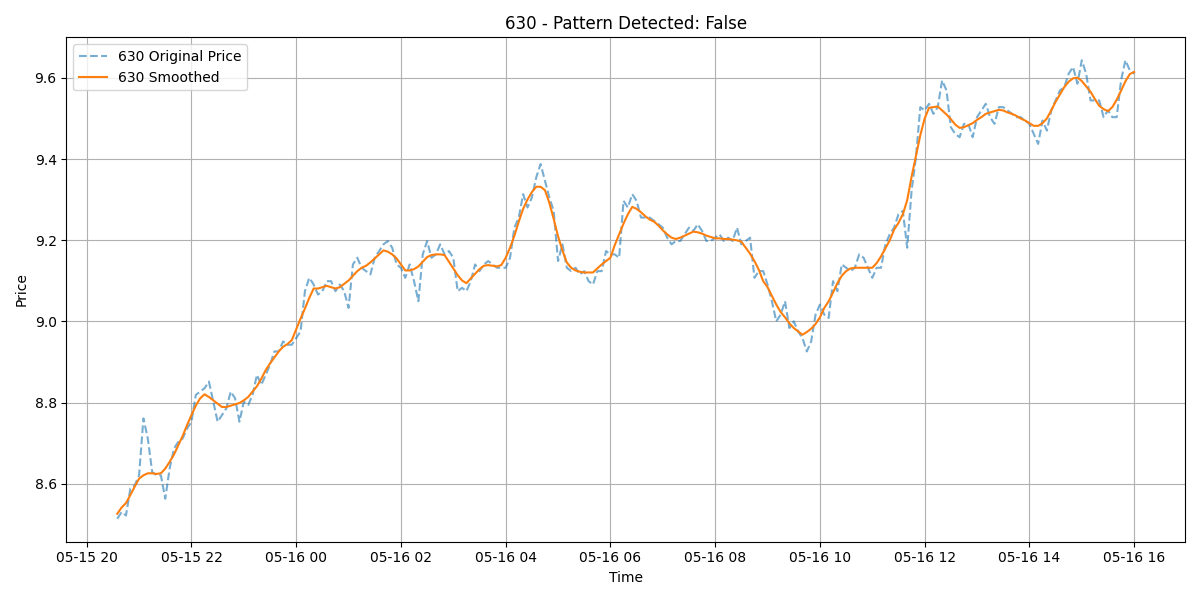 630 - Pattern Detected: False
630 Original Price
630 Smoothed
Price
9.6
9.4
9.2
9.0
8.8
8.6
05-15 20 05-15 22 05-16 00 05-16 02 05-16 04 05-16 06 05-16 08 05-16 10 05-16 12 05-16 14 05-16 16
Time